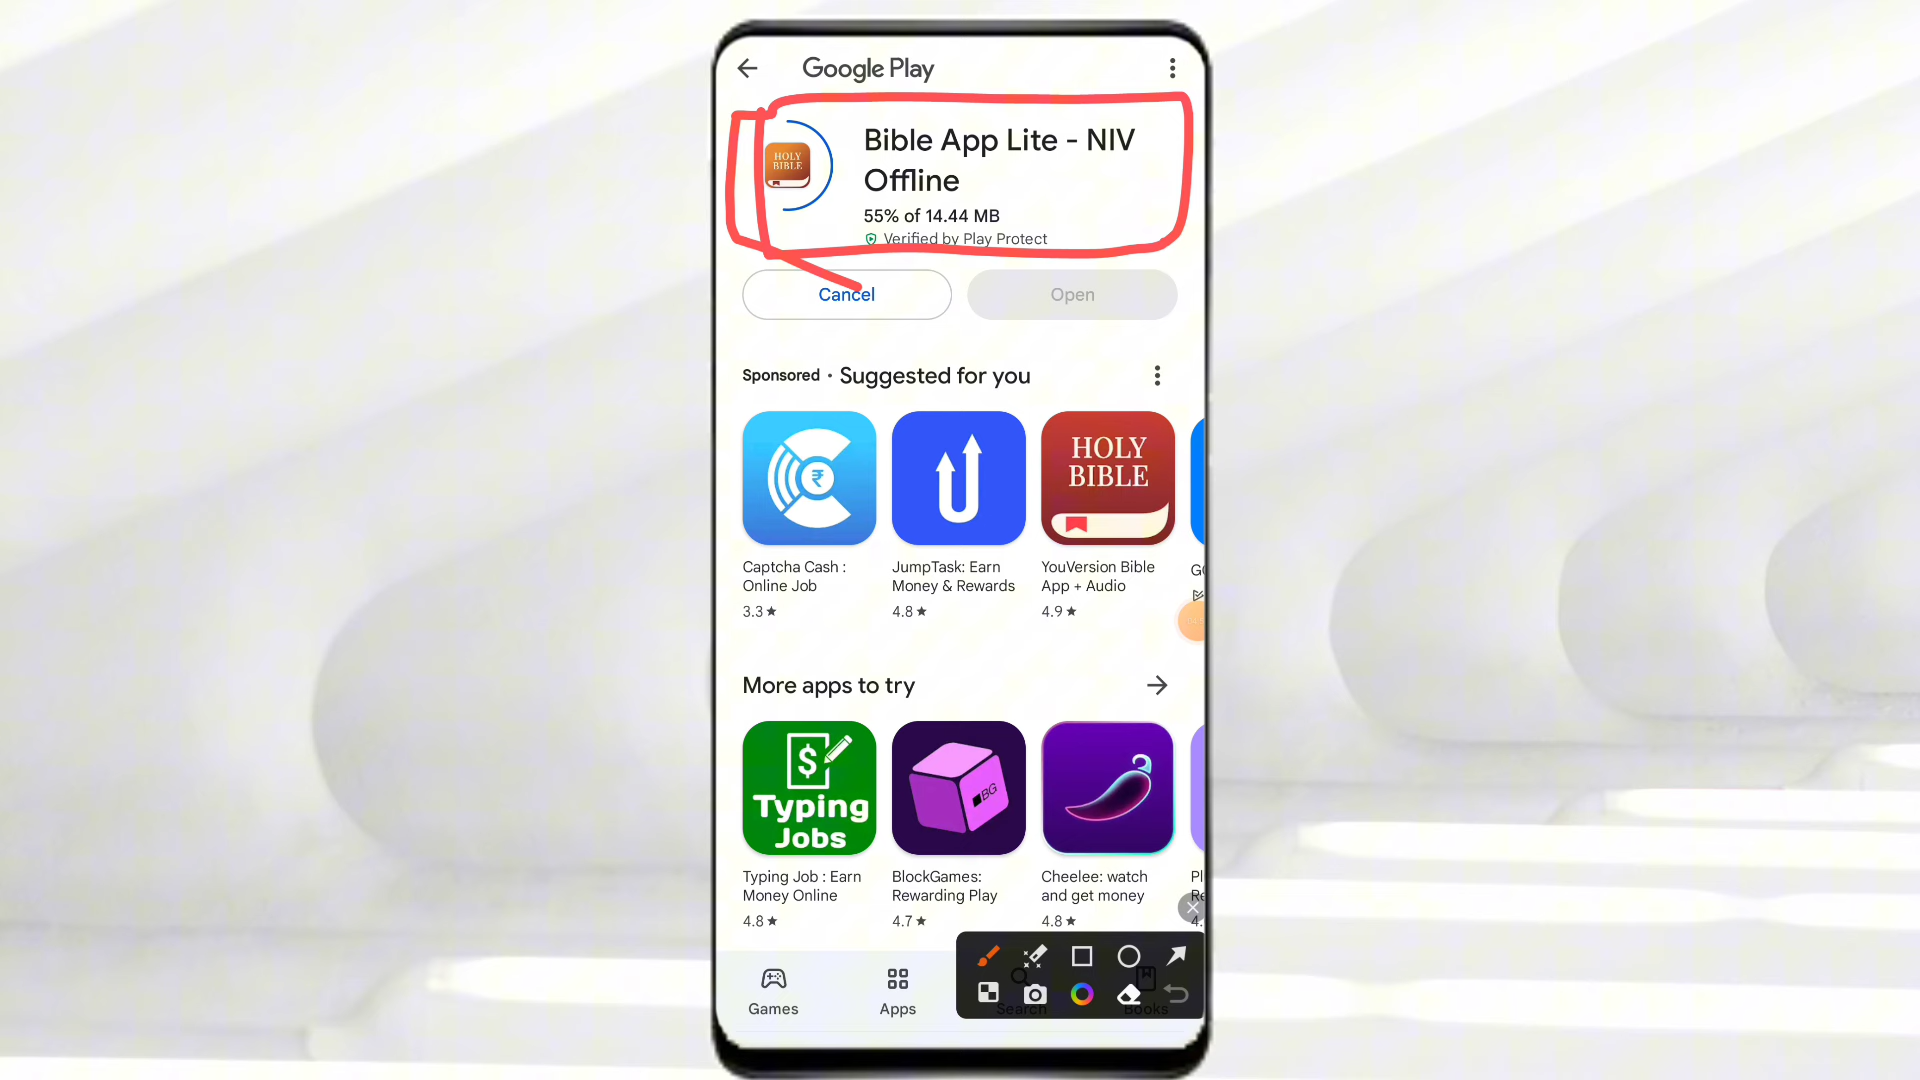 Google Play
HOLY
BIBLE
Bible App Lite - NIV
Offline
55% of 14.44 MB
Verified by Play Protect
Cancel
Open
Sponsored · Suggested for you
HOLY
BIBLE
Captcha Cash :
Online Job
3.3 ★
JumpTask: Earn
Money & Rewards
4.8 ★
YouVersion Bible
App + Audio
4.9 ★
More apps to try
$
Typing
Jobs
BG
Typing Job : Earn
Money Online
4.8 ★
BlockGames:
Rewarding Play
4.7 ★
Cheelee: watch
and get money
4.8 ★
Games
Apps
Search
Books